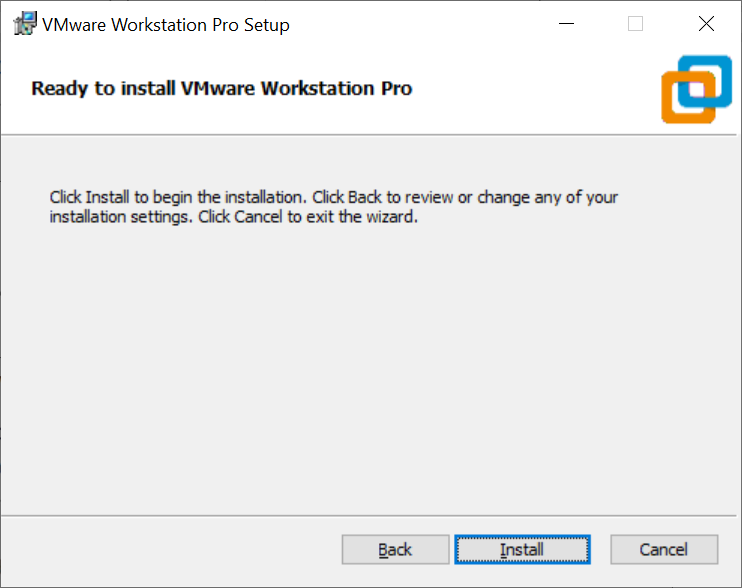 VMware Workstation Pro Setup
Ready to install VMware Workstation Pro
Click Install to begin the installation. Click Back to review or change any of your
installation settings. Click Cancel to exit the wizard.
Back
Install
Cancel